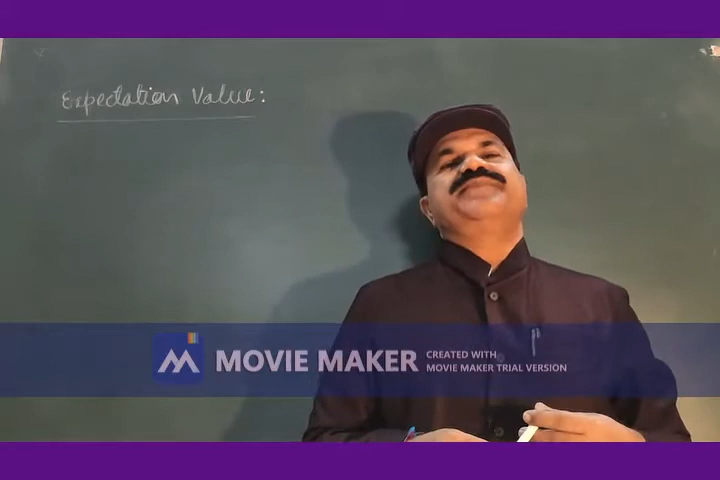 Expectation Value:
MOVIE MAKER
CREATED WITH
MOVIE MAKER TRIAL VERSION